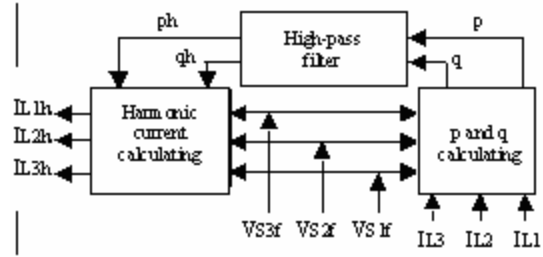 ph
p
High-pass
filter
qh
q
IL1h
IL2h
IL3h
Harmonic
current
calculating
p and q
calculating
VS3f
VS2f
VS1f
IL3
IL2
IL1